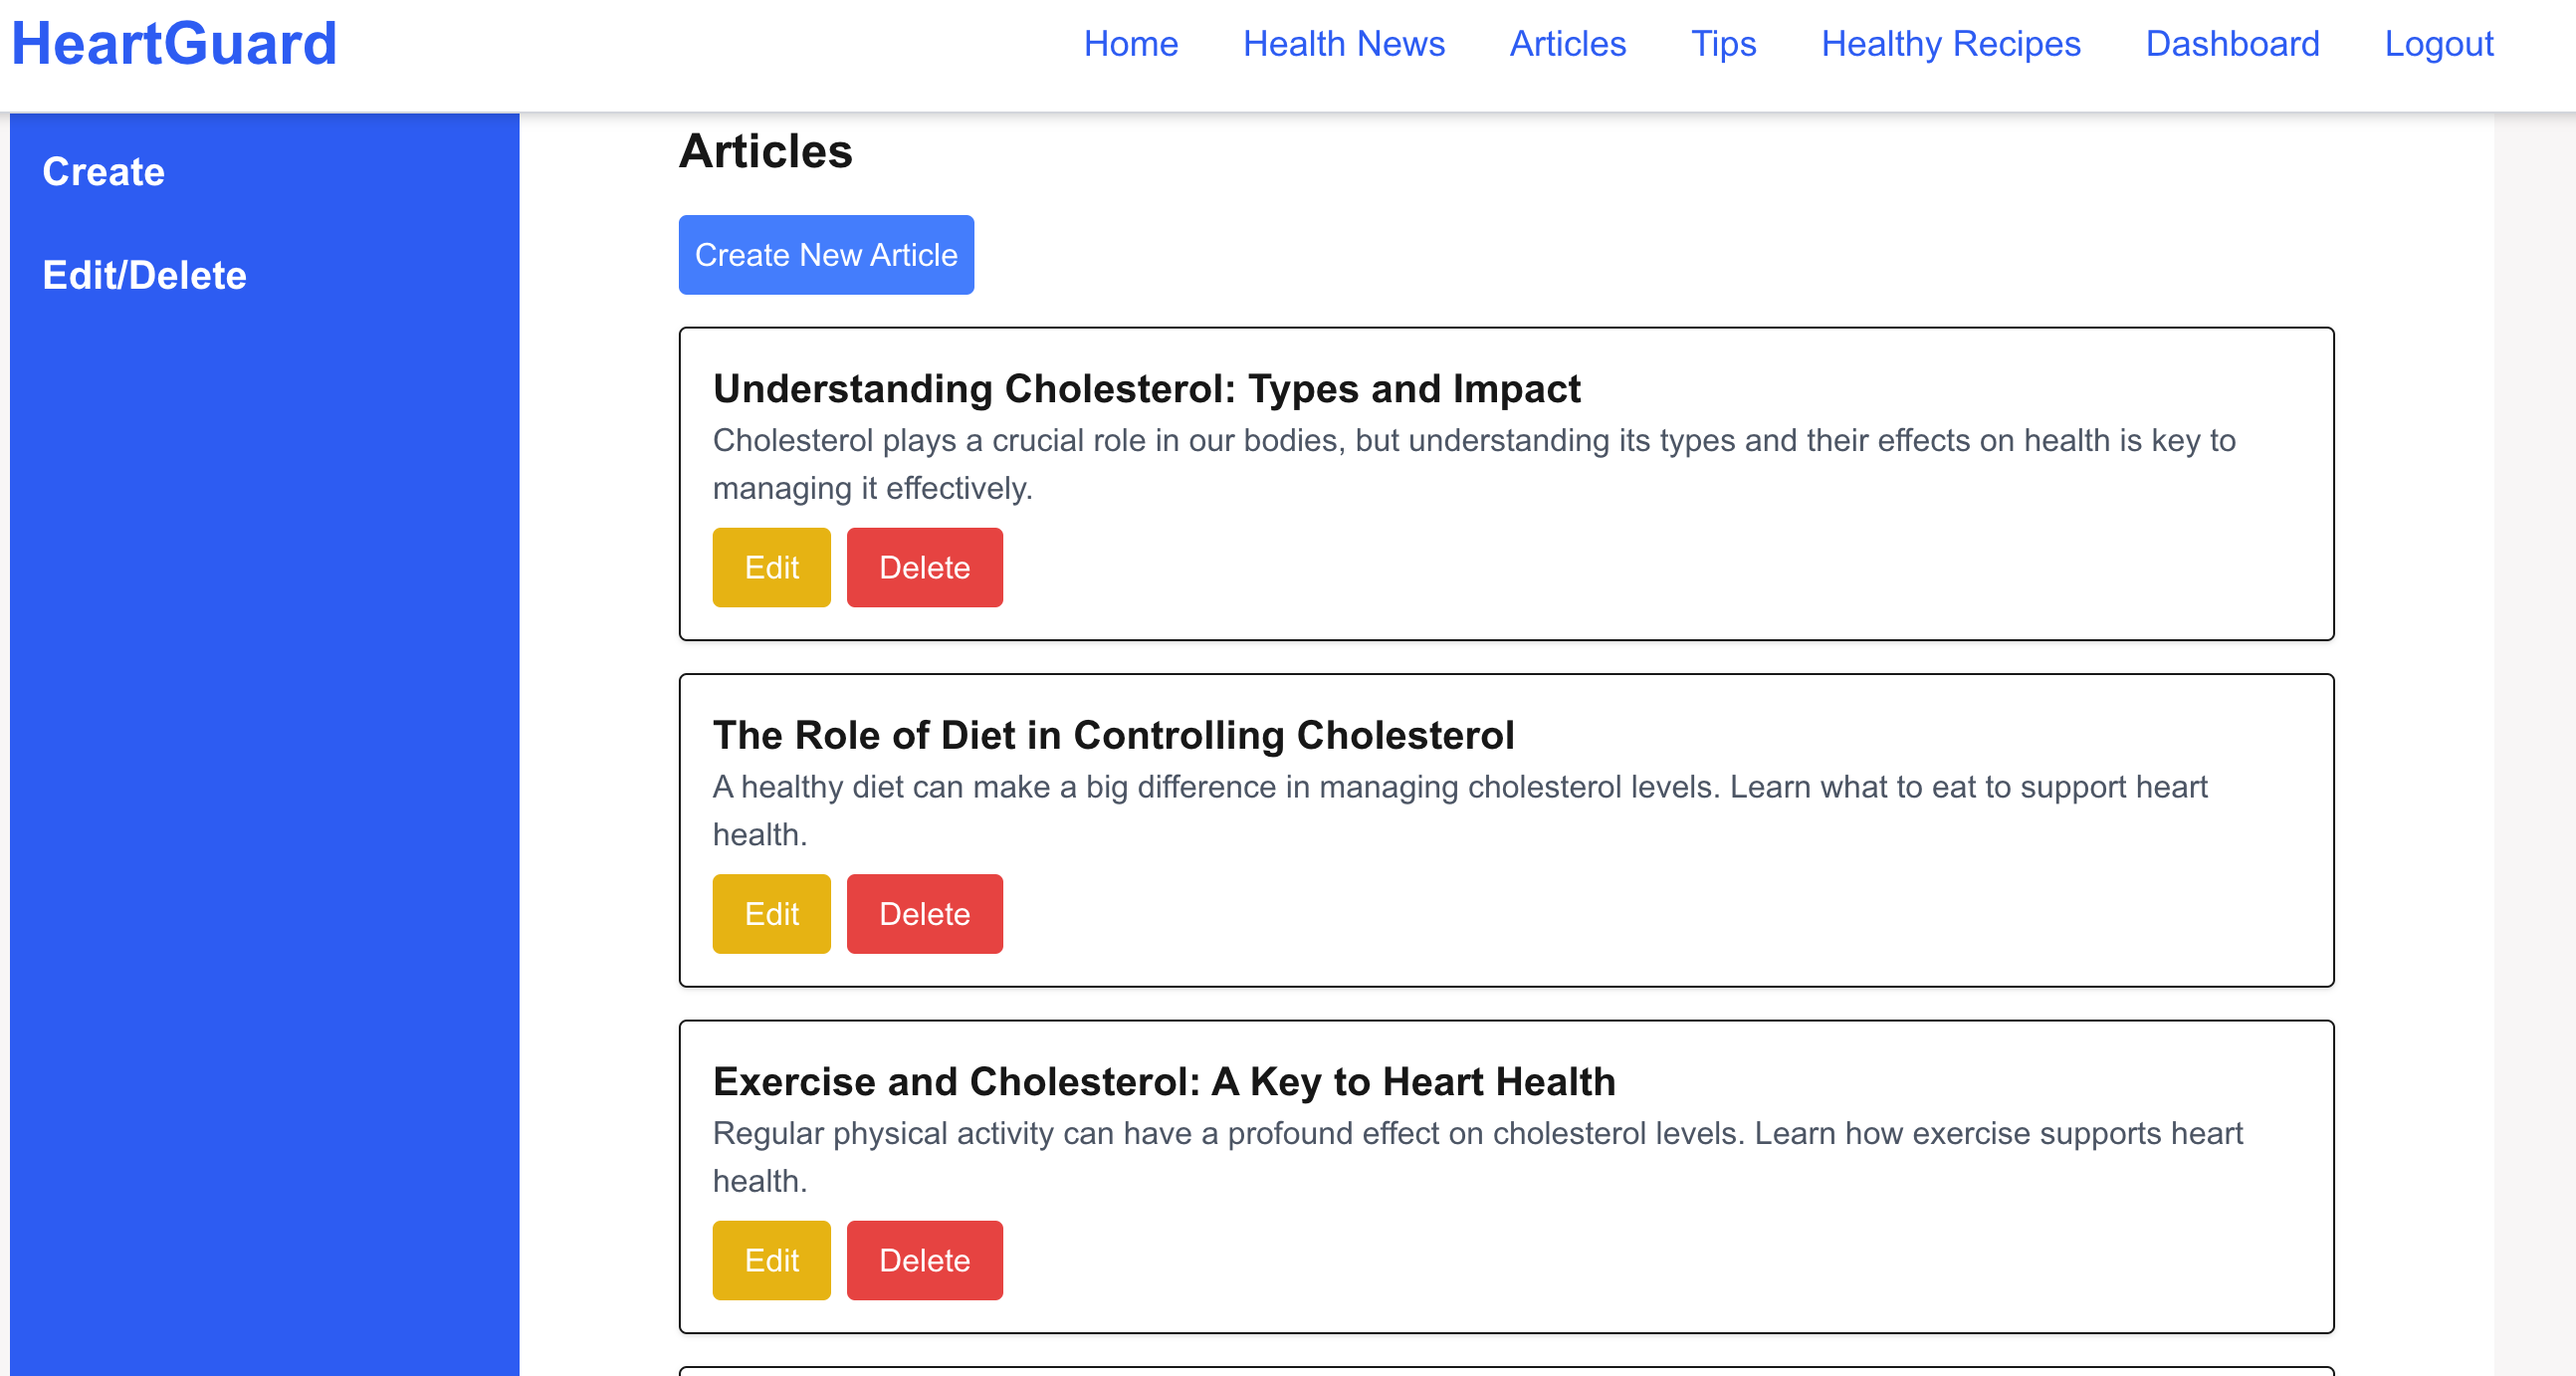 HeartGuard
Home Health News Articles Tips Healthy Recipes Dashboard Logout
Create
Edit/Delete
Articles
Create New Article
Understanding Cholesterol: Types and Impact
Cholesterol plays a crucial role in our bodies, but understanding its types and their effects on health is key to
managing it effectively.
Edit Delete
The Role of Diet in Controlling Cholesterol
A healthy diet can make a big difference in managing cholesterol levels. Learn what to eat to support heart
health.
Edit Delete
Exercise and Cholesterol: A Key to Heart Health
Regular physical activity can have a profound effect on cholesterol levels. Learn how exercise supports heart
health.
Edit Delete